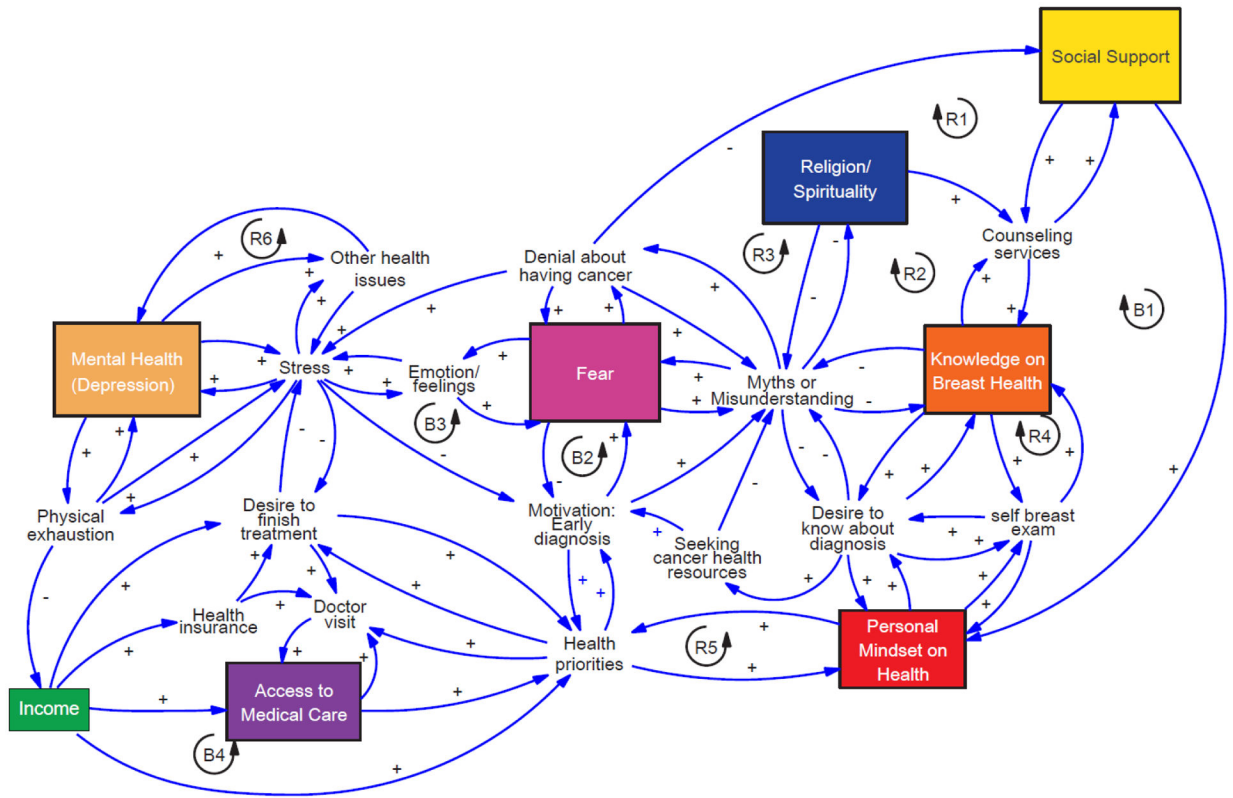 Social Support
R1
Religion/
Spirituality
R6
Other health
issues
Denial about
having cancer
R3
R2
Counseling
services
B1
Mental Health
(Depression)
Stress
Emotion/
feelings
B3
Fear
Myths or
Misunderstanding
Knowledge on
Breast Health
R4
B2
Physical
exhaustion
Desire to
finish
treatment
Motivation:
Early
diagnosis
Seeking
cancer health
resources
Desire to
know about
diagnosis
self breast
exam
Health
insurance
Doctor
visit
Health
priorities
R5
Personal
Mindset on
Health
Income
Access to
Medical Care
B4